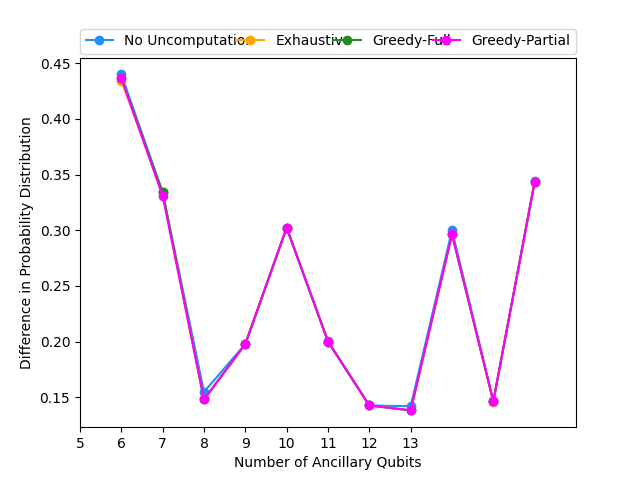 No Uncomputation Exhaustive Greedy-Full Greedy-Partial
0.45
0.40
0.35
0.30
0.25
0.20
0.15
Difference in Probability Distribution
5 6 7 8 9 10 11 12 13
Number of Ancillary Qubits